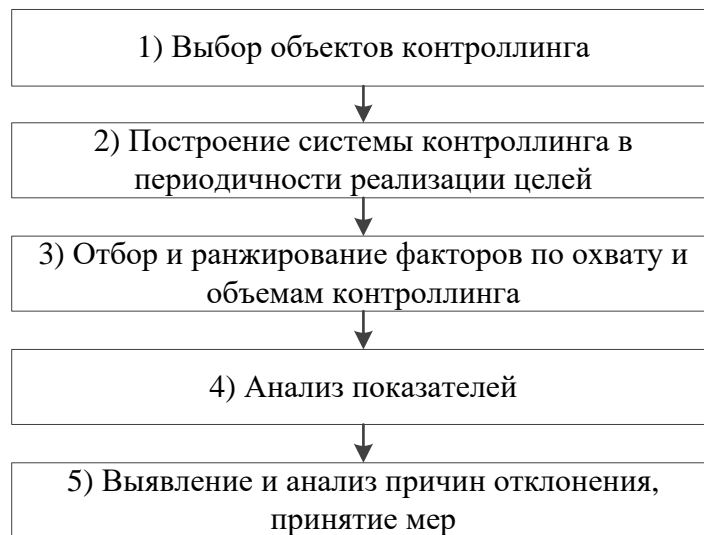 1) Выбор объектов контроллинга
2) Построение системы контроллинга в
периодичности реализации целей
3) Отбор и ранжирование факторов по охвату и
объемам контроллинга
4) Анализ показателей
5) Выявление и анализ причин отклонения,
принятие мер